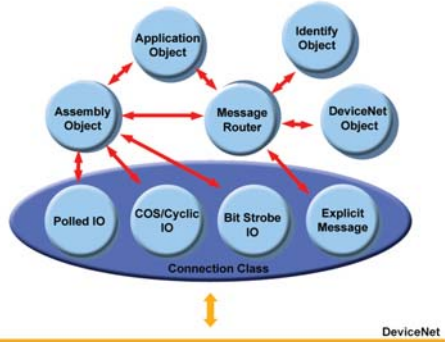 Application
Object
Identify
Object
Assembly
Object
Message
Router
DeviceNet
Object
Polled IO
COS/Cyclic
IO
Bit Strobe
IO
Explicit
Message
Connection Class
DeviceNet